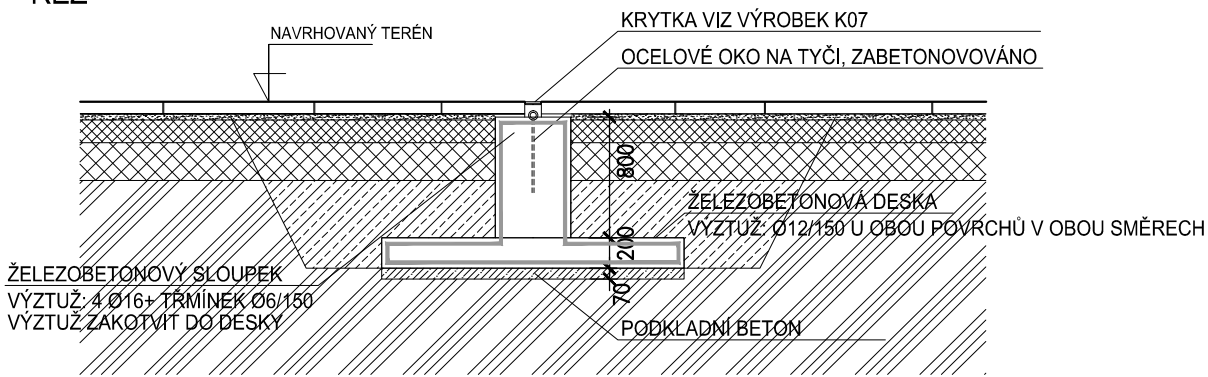 KRYTKA VIZ VÝROBEK K07
NAVRHOVANÝ TERÉN
OCELOVÉ OKO NA TYČI, ZABETONOVOVÁNO
800
ŽELEZOBETONOVÁ DESKA
VÝZTUŽ: Ø12/150 U OBOU POVRCHŮ V OBOU SMĚRECH
200
ŽELEZOBETONOVÝ SLOUPEK
VÝZTUŽ: 4 Ø16+ TŘMÍNEK Ø6/150
VÝZTUŽ ZAKOTVIT DO DESKY
70
PODKLADNÍ BETON